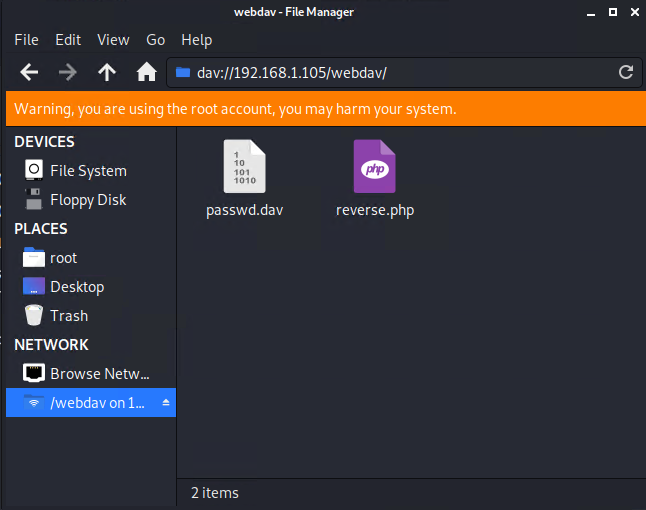 webdav - File Manager
File Edit View Go Help
dav://192.168.1.105/webdav/
Warning, you are using the root account, you may harm your system.
DEVICES
File System
Floppy Disk
PLACES
root
Desktop
Trash
NETWORK
Browse Netw...
/webdav on 1...
1
10
101
1010
passwd.dav
php
reverse.php
2 items